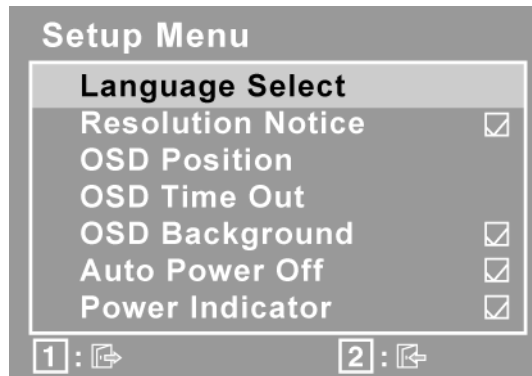 Setup Menu
Language Select
Resolution Notice
OSD Position
OSD Time Out
OSD Background
Auto Power Off
Power Indicator
1 : 2 :